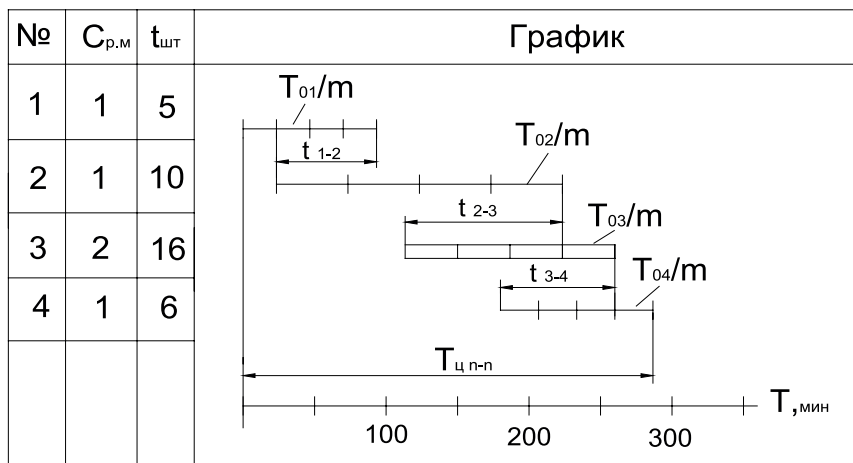 № Cр.м tшт График
1 1 5
T01/m
t 1-2
T02/m
2 1 10
t 2-3
T03/m
3 2 16
t 3-4
T04/m
4 1 6
Tц п-п
T,мин
100 200 300